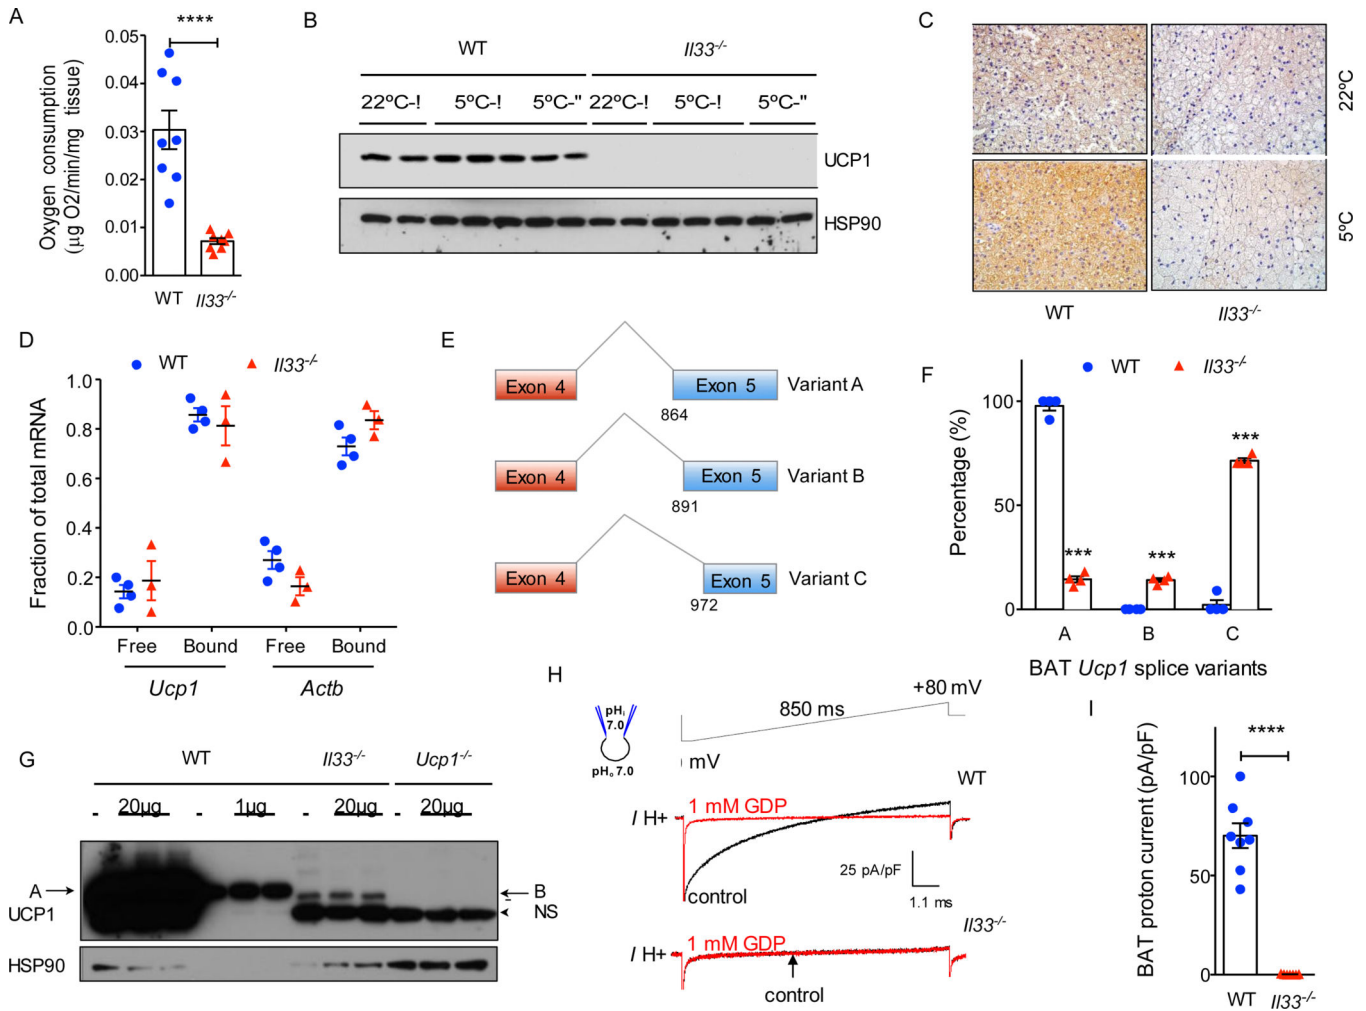 A
****
Oxygen consumption
(µg O2/min/mg tissue)
0.05
0.04
0.03
0.02
0.01
0.00
WT Il33-/-
B
WT Il33-/-
22ºC-! 5ºC-! 5ºC-" 22ºC-! 5ºC-! 5ºC-"
UCP1
HSP90
C
22ºC
5ºC
WT Il33-/-
D
WT Il33-/-
Fraction of total mRNA
1.0
0.8
0.6
0.4
0.2
0.0
Free Bound Free Bound
Ucp1 Actb
E
Exon 4 Exon 5 Variant A
864
Exon 4 Exon 5 Variant B
891
Exon 4 Exon 5 Variant C
972
F
WT Il33-/-
Percentage (%)
100
50
0
***
***
***
A B C
BAT Ucp1 splice variants
G
WT Il33-/- Ucp1-/-
- 20µg - 1µg - 20µg - 20µg
A
UCP1
B
NS
HSP90
H
pHi
7.0
pHo 7.0
+80 mV
850 ms
mV
WT
I H+
1 mM GDP
control
25 pA/pF
1.1 ms
Il33-/-
I H+
1 mM GDP
control
I
****
BAT proton current (pA/pF)
100
50
0
WT Il33-/-